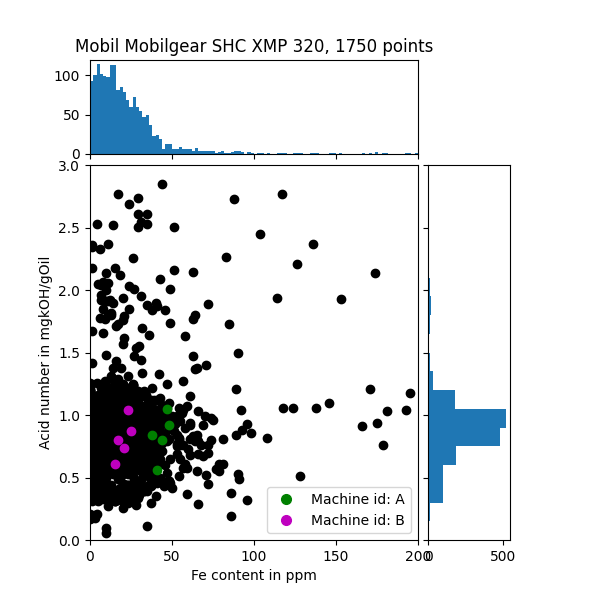 Mobil Mobilgear SHC XMP 320, 1750 points
100
50
0
3.0
2.5
2.0
1.5
1.0
0.5
0.0
Acid number in mgkOH/gOil
Machine id: A
Machine id: B
0 50 100 150 200 0 500
Fe content in ppm